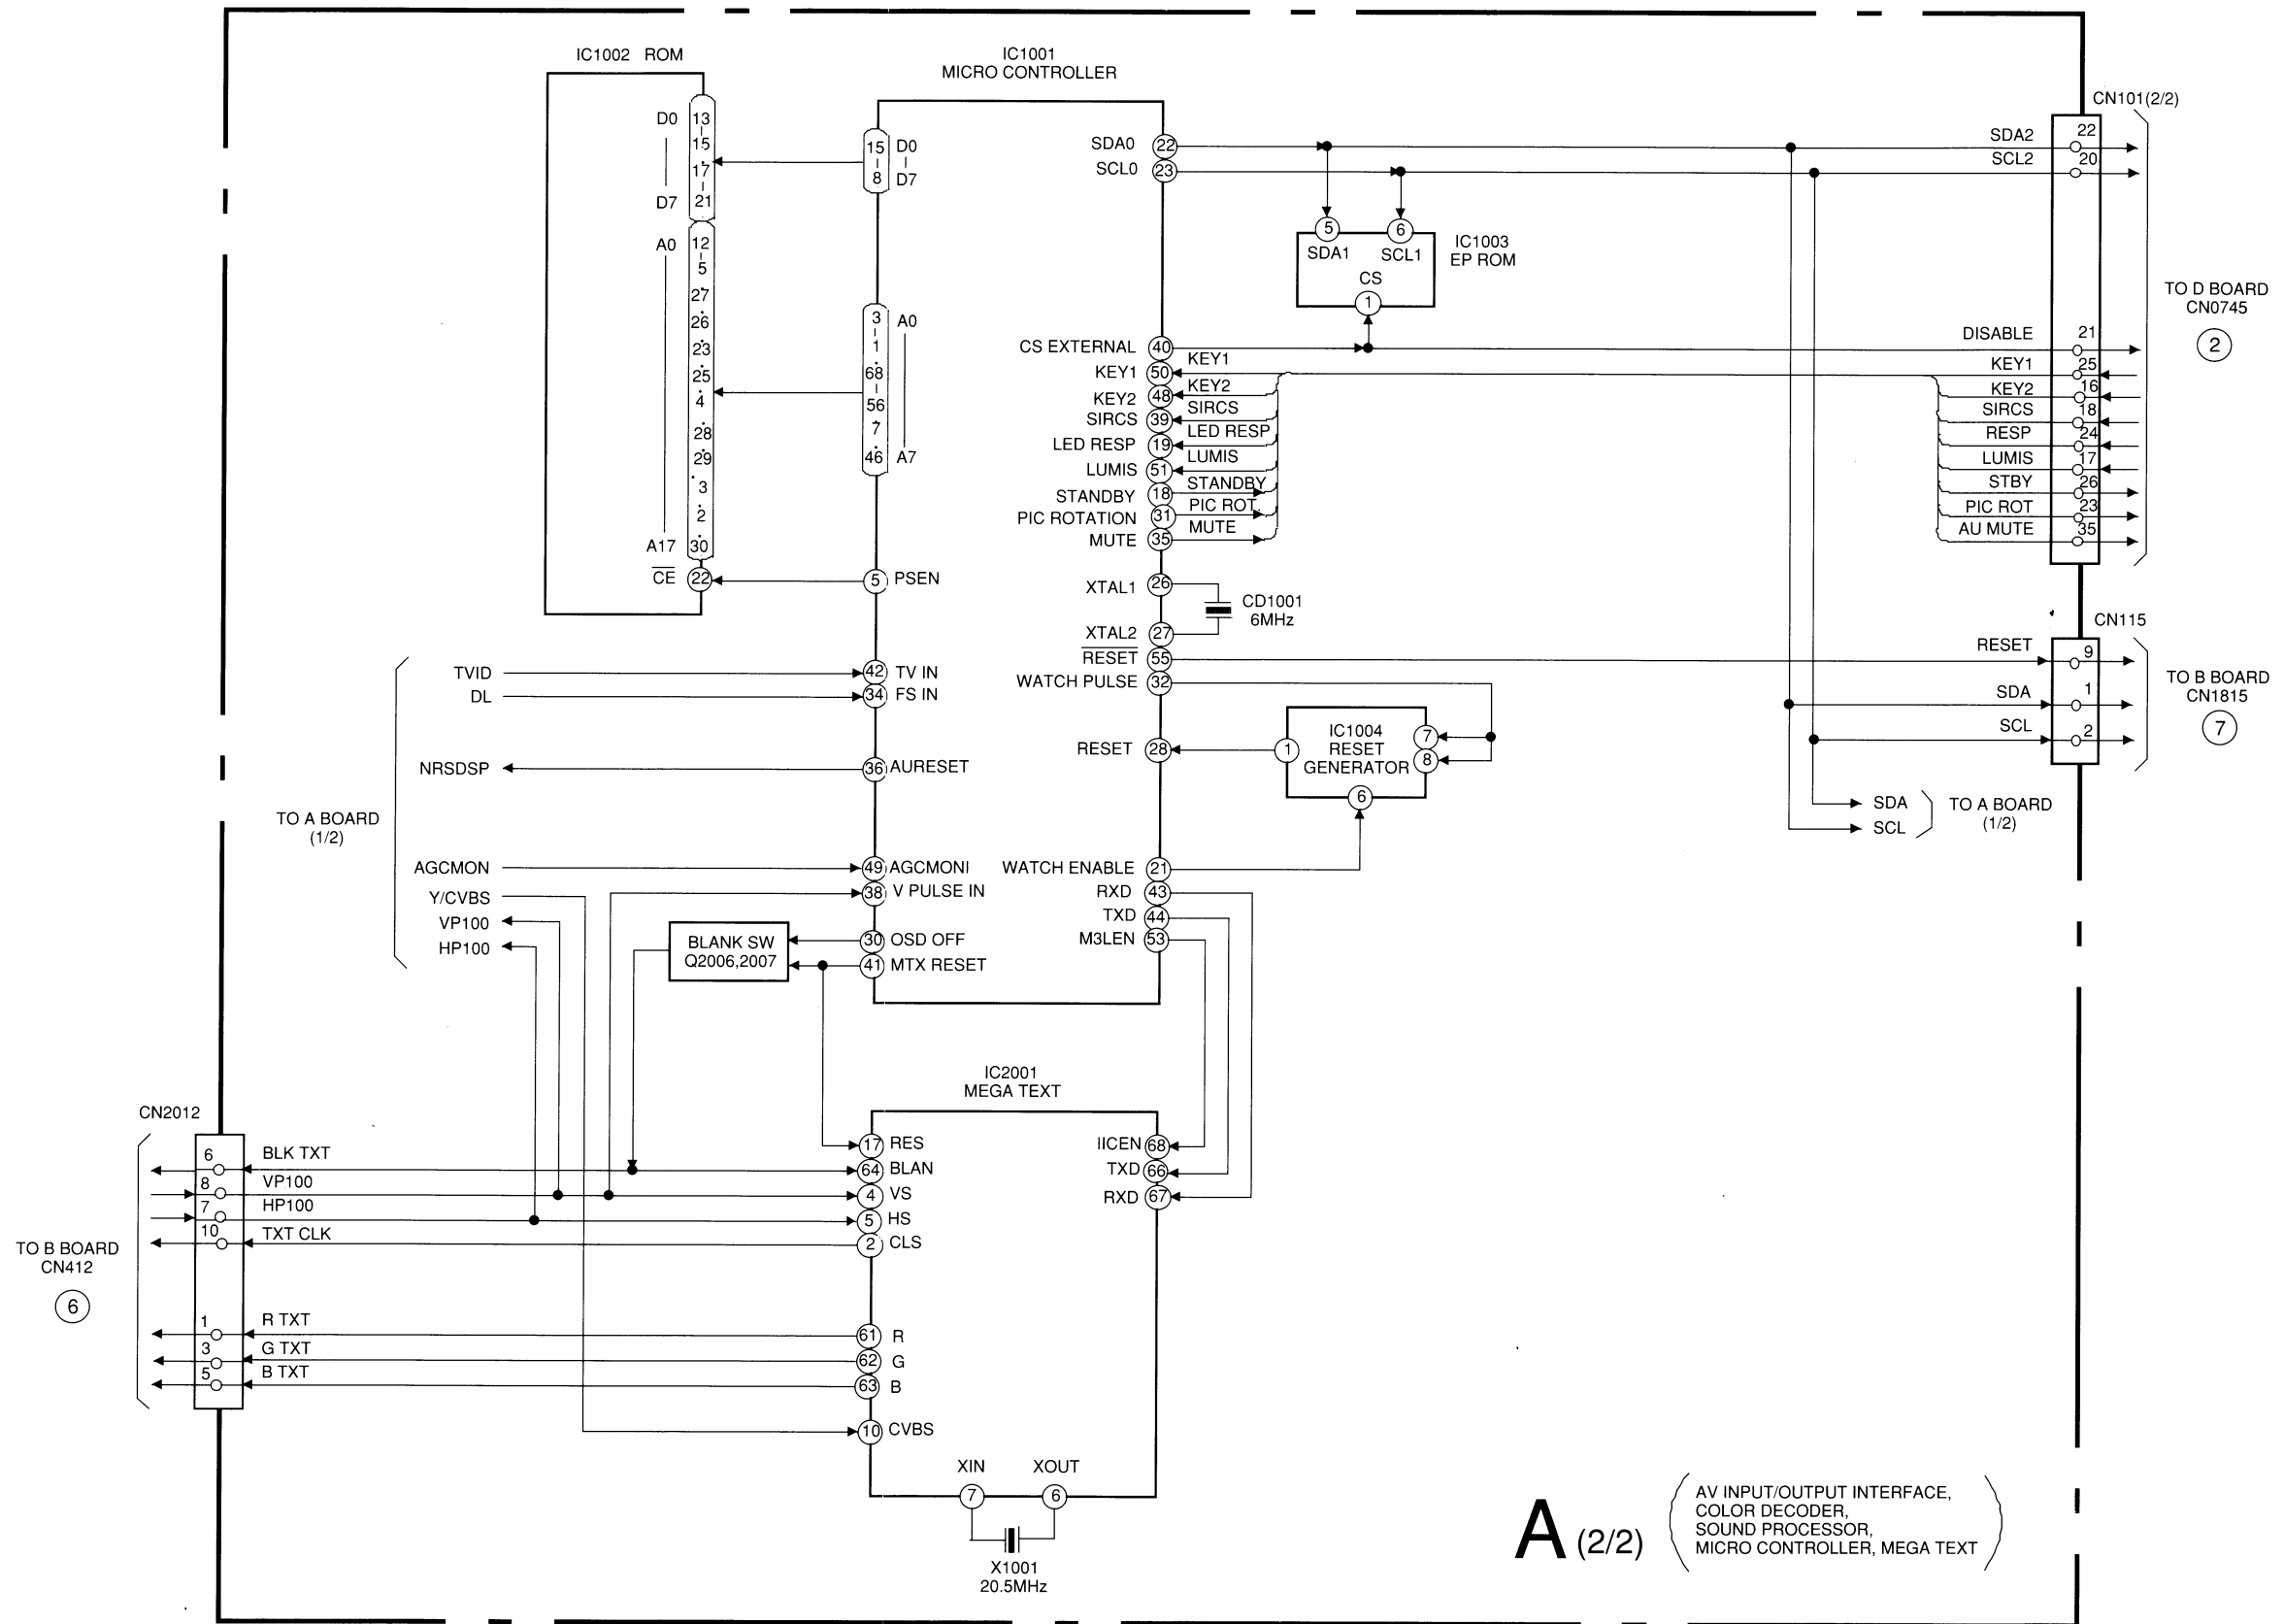 IC1002 ROM
D0
13
15
17
D7
21
A0
12
5
27
26
23
25
4
28
29
3
2
A17
30
CE
22
IC1001
MICRO CONTROLLER
15
D0
8
D7
3
A0
1
68
56
7
46
A7
5
PSEN
42
TV IN
34
FS IN
36
AURESET
49
AGCMONI
38
V PULSE IN
30
OSD OFF
41
MTX RESET
SDA0
22
SCL0
23
CS EXTERNAL
40
KEY1
50
KEY1
KEY2
48
KEY2
SIRCS
39
SIRCS
LED RESP
19
LED RESP
LUMIS
51
LUMIS
STANDBY
18
STANDBY
PIC ROTATION
31
PIC ROT
MUTE
35
MUTE
XTAL1
26
XTAL2
27
CD1001
6MHz
RESET
55
WATCH PULSE
32
RESET
28
WATCH ENABLE
21
RXD
43
TXD
44
M3LEN
53
5
6
SDA1
SCL1
CS
1
IC1003
EP ROM
1
IC1004
RESET
GENERATOR
7
8
6
CN101(2/2)
SDA2
22
SCL2
20
DISABLE
21
KEY1
25
KEY2
16
SIRCS
18
RESP
24
LUMIS
17
STBY
26
PIC ROT
23
AU MUTE
35
TO D BOARD
CN0745
2
CN115
RESET
9
SDA
1
SCL
2
TO B BOARD
CN1815
7
SDA
SCL
TO A BOARD
(1/2)
TVID
DL
NRSDSP
AGCMON
Y/CVBS
VP100
HP100
TO A BOARD
(1/2)
BLANK SW
Q2006,2007
IC2001
MEGA TEXT
17
RES
64
BLAN
4
VS
5
HS
2
CLS
61
R
62
G
63
B
10
CVBS
IICEN
68
TXD
66
RXD
67
XIN
XOUT
7
6
X1001
20.5MHz
CN2012
6
BLK TXT
8
VP100
7
HP100
10
TXT CLK
1
R TXT
3
G TXT
5
B TXT
TO B BOARD
CN412
6
A (2/2)
AV INPUT/OUTPUT INTERFACE,
COLOR DECODER,
SOUND PROCESSOR,
MICRO CONTROLLER, MEGA TEXT